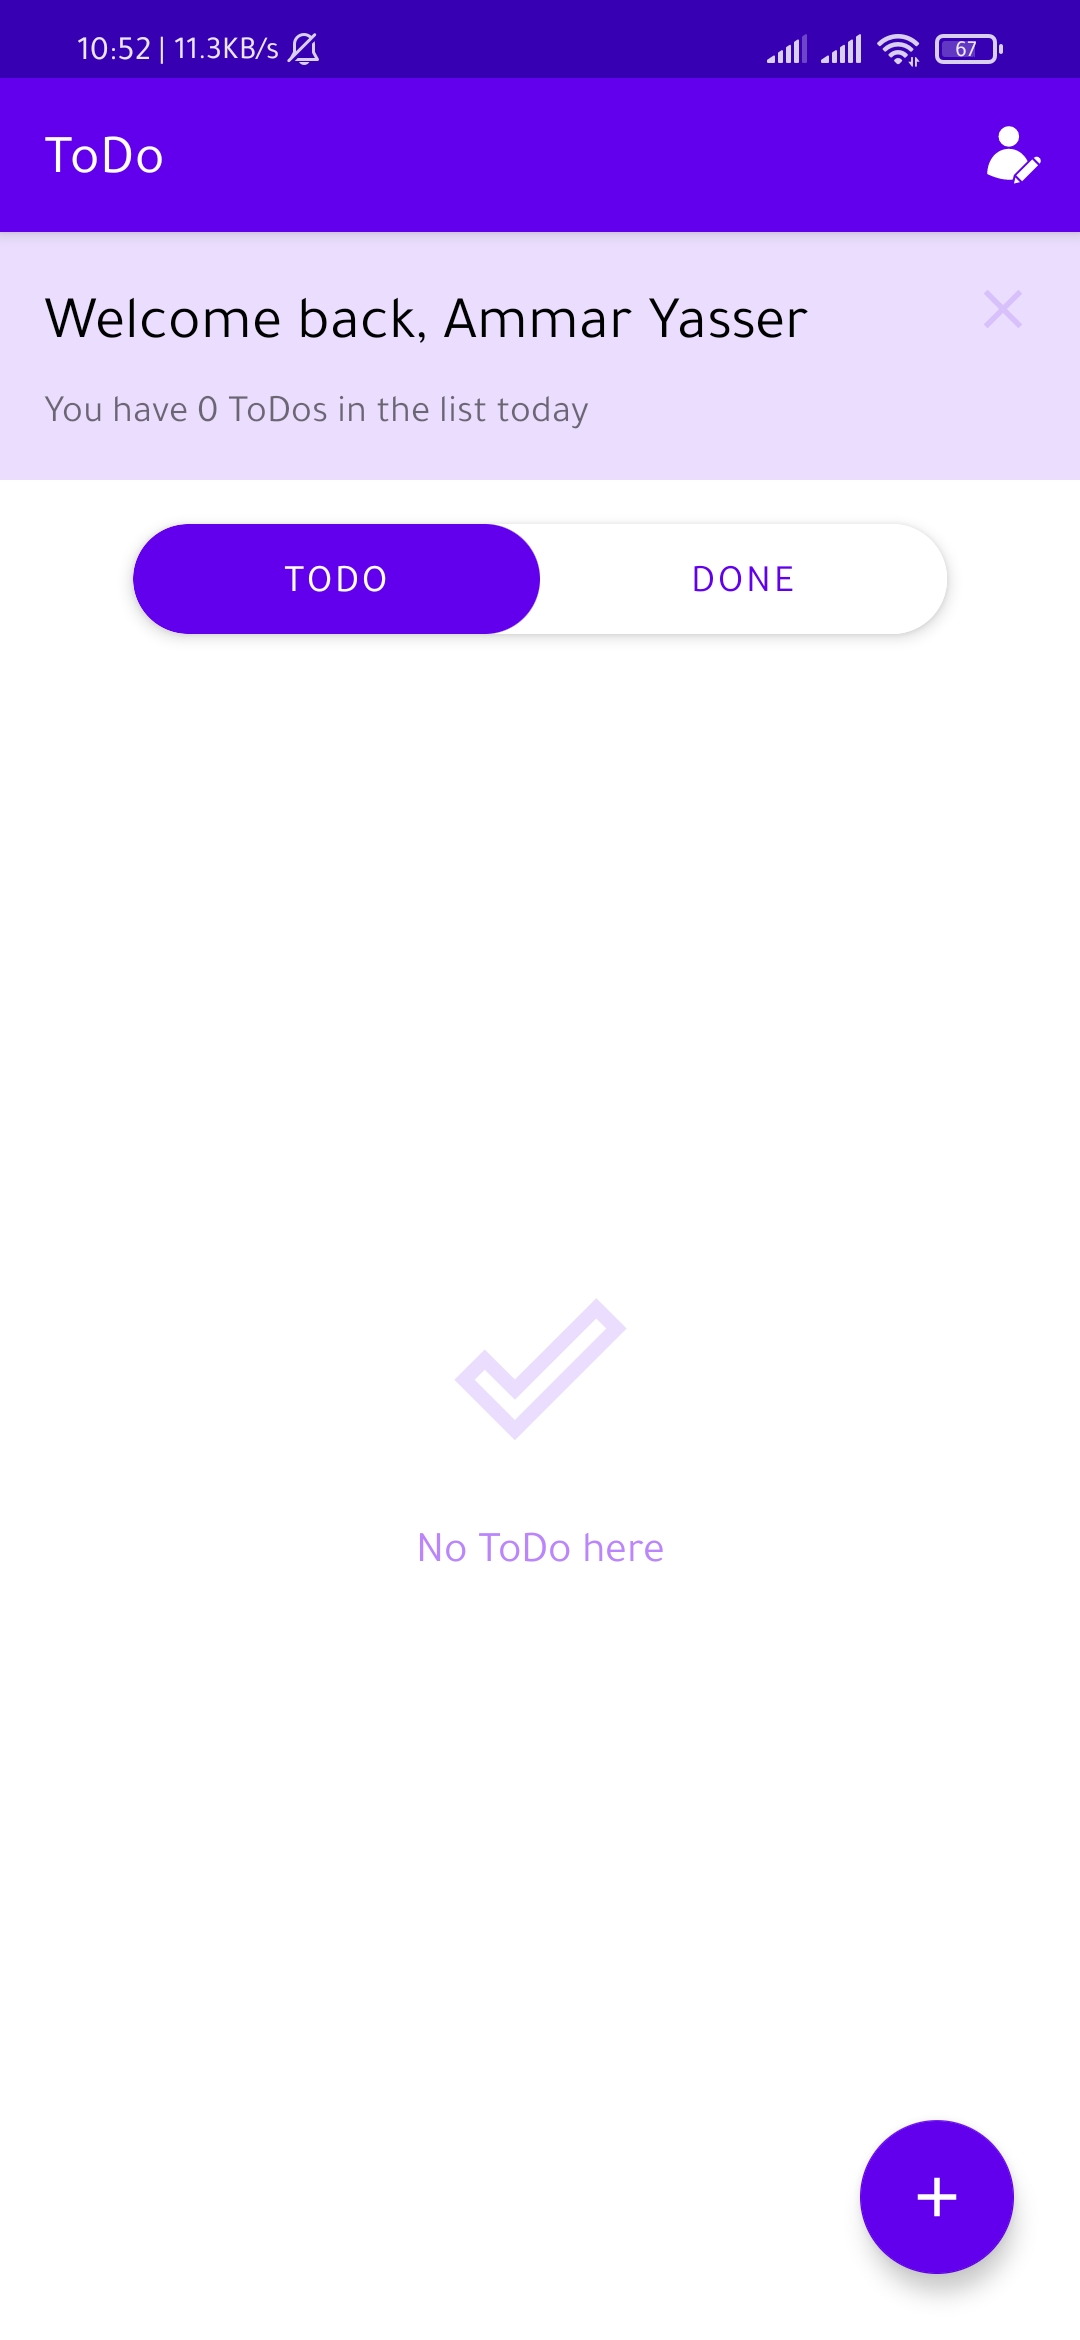 10:52 | 11.3KB/s
67
ToDo
Welcome back, Ammar Yasser
You have 0 ToDos in the list today
TODO
DONE
No ToDo here